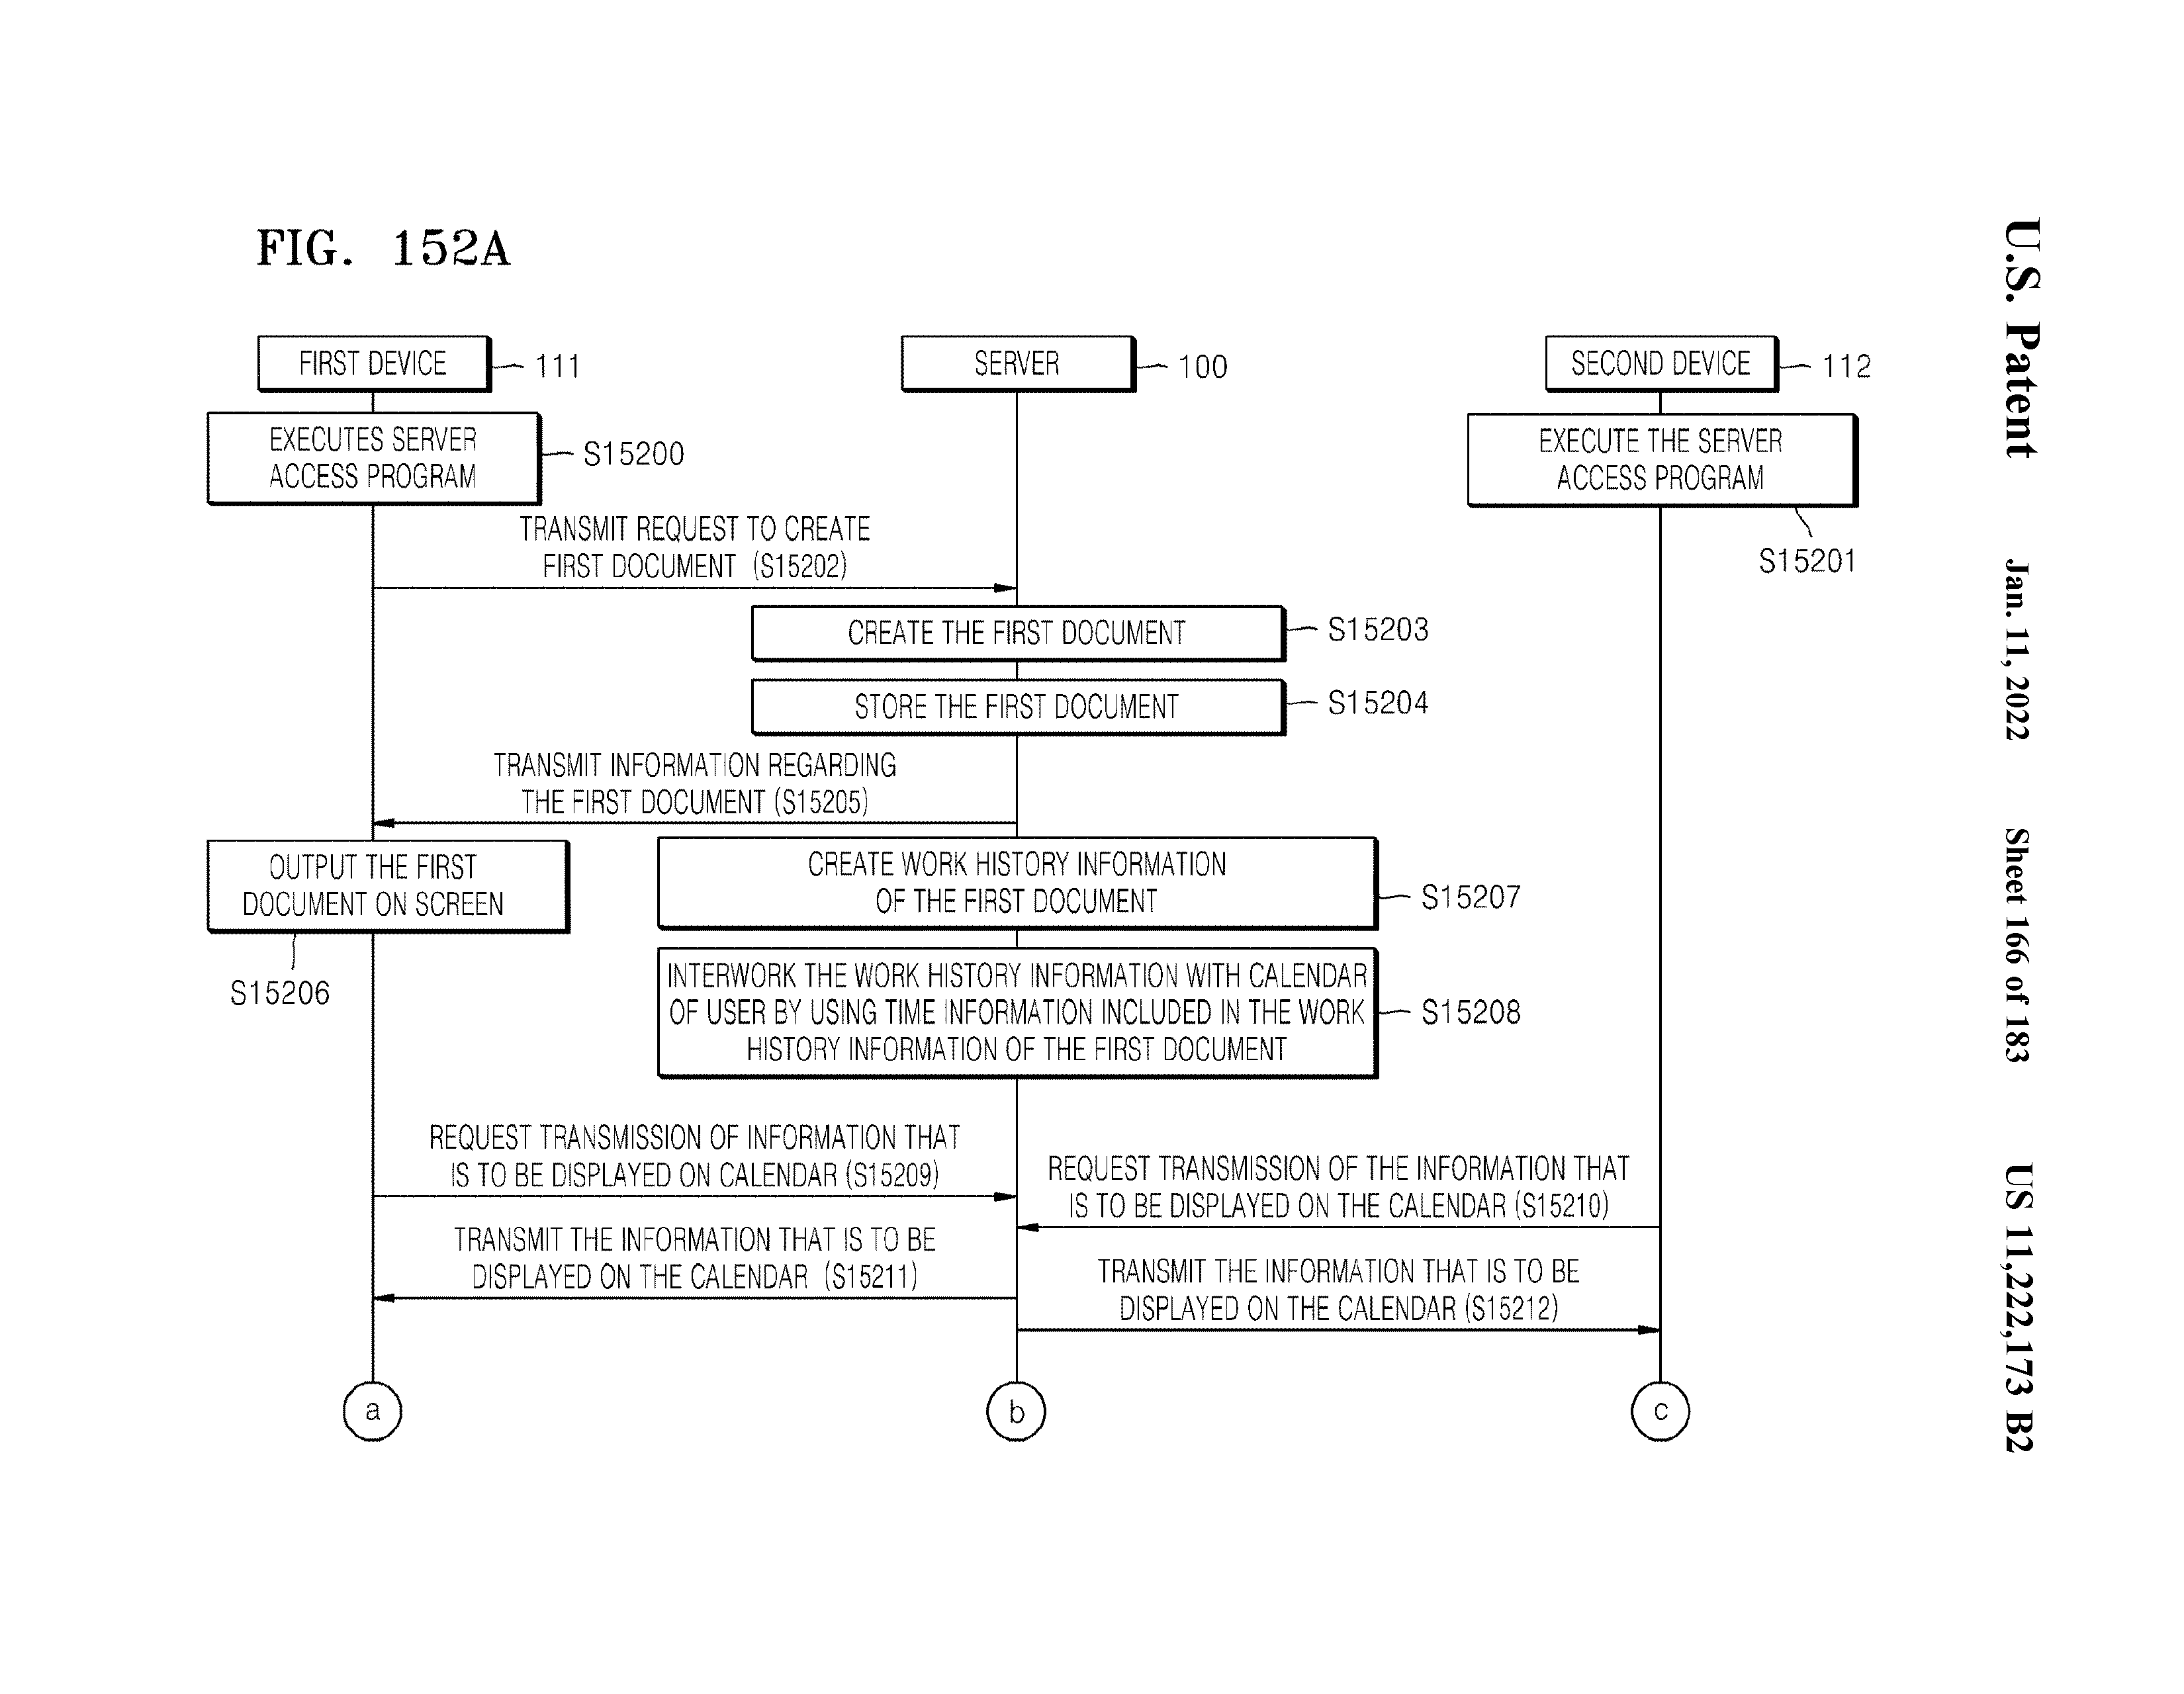 FIG. 152A
FIRST DEVICE
111
SERVER
100
SECOND DEVICE
112
EXECUTES SERVER
ACCESS PROGRAM
S15200
EXECUTE THE SERVER
ACCESS PROGRAM
S15201
TRANSMIT REQUEST TO CREATE
FIRST DOCUMENT (S15202)
CREATE THE FIRST DOCUMENT
S15203
STORE THE FIRST DOCUMENT
S15204
TRANSMIT INFORMATION REGARDING
THE FIRST DOCUMENT (S15205)
OUTPUT THE FIRST
DOCUMENT ON SCREEN
S15206
CREATE WORK HISTORY INFORMATION
OF THE FIRST DOCUMENT
S15207
INTERWORK THE WORK HISTORY INFORMATION WITH CALENDAR
OF USER BY USING TIME INFORMATION INCLUDED IN THE WORK
HISTORY INFORMATION OF THE FIRST DOCUMENT
S15208
REQUEST TRANSMISSION OF INFORMATION THAT
IS TO BE DISPLAYED ON CALENDAR (S15209)
REQUEST TRANSMISSION OF THE INFORMATION THAT
IS TO BE DISPLAYED ON THE CALENDAR (S15210)
TRANSMIT THE INFORMATION THAT IS TO BE
DISPLAYED ON THE CALENDAR (S15211)
TRANSMIT THE INFORMATION THAT IS TO BE
DISPLAYED ON THE CALENDAR (S15212)
a
b
c
U.S. Patent Jan. 11, 2022 Sheet 166 of 183 US 11,222,173 B2